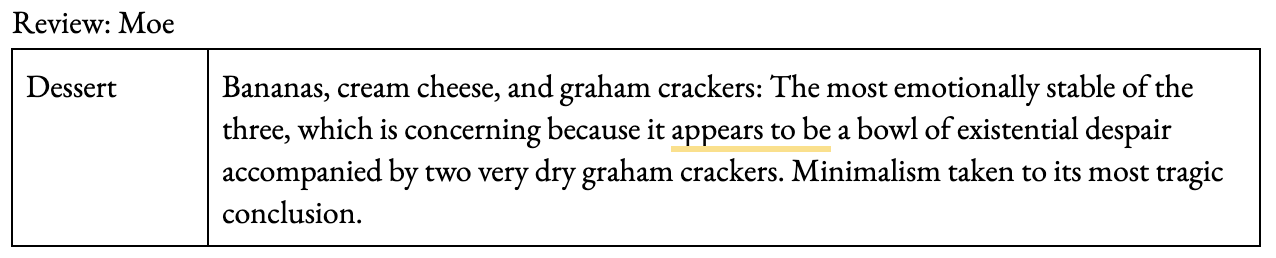 Review: Moe
Dessert
Bananas, cream cheese, and graham crackers: The most emotionally stable of the
three, which is concerning because it appears to be a bowl of existential despair
accompanied by two very dry graham crackers. Minimalism taken to its most tragic
conclusion.